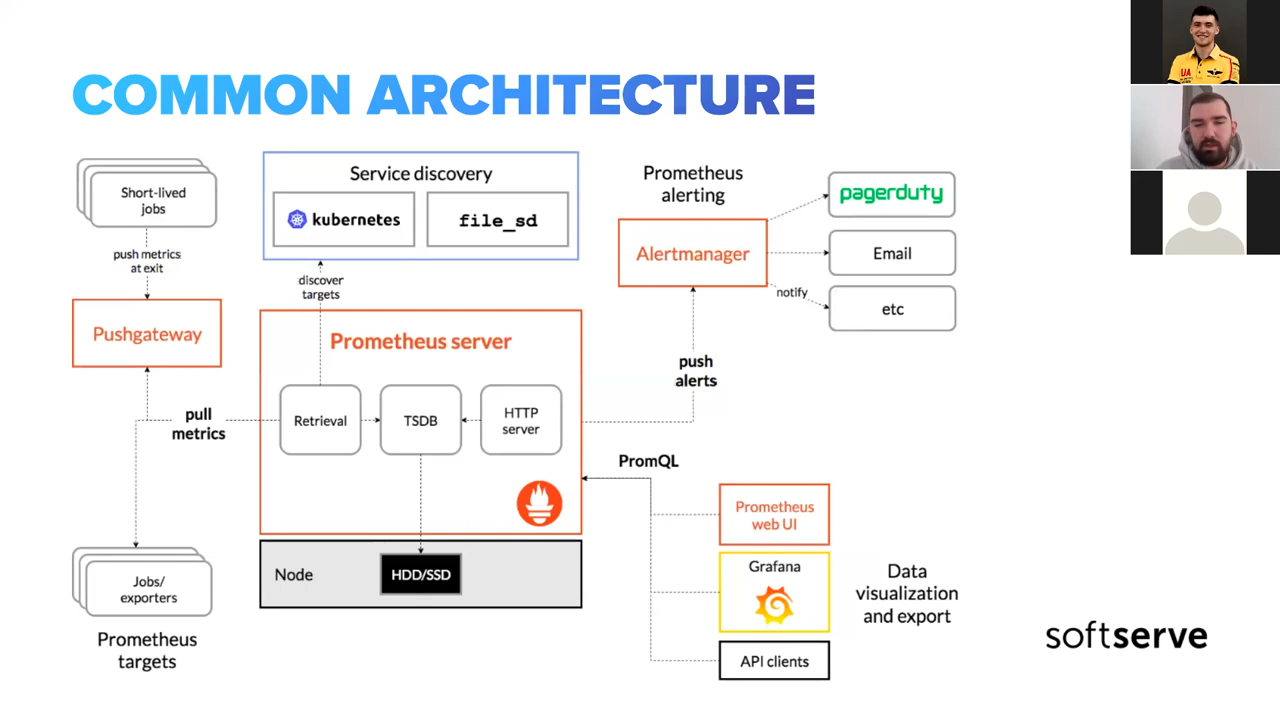 COMMON ARCHITECTURE
Short-lived
jobs
push metrics
at exit
Pushgateway
pull
metrics
Jobs/
exporters
Prometheus
targets
Service discovery
kubernetes
file_sd
discover
targets
Prometheus server
Retrieval
TSDB
HTTP
server
Node
HDD/SSD
Prometheus
alerting
Alertmanager
pagerduty
Email
etc
notify
push
alerts
PromQL
Prometheus
web UI
Grafana
API clients
Data
visualization
and export
softserve
UA